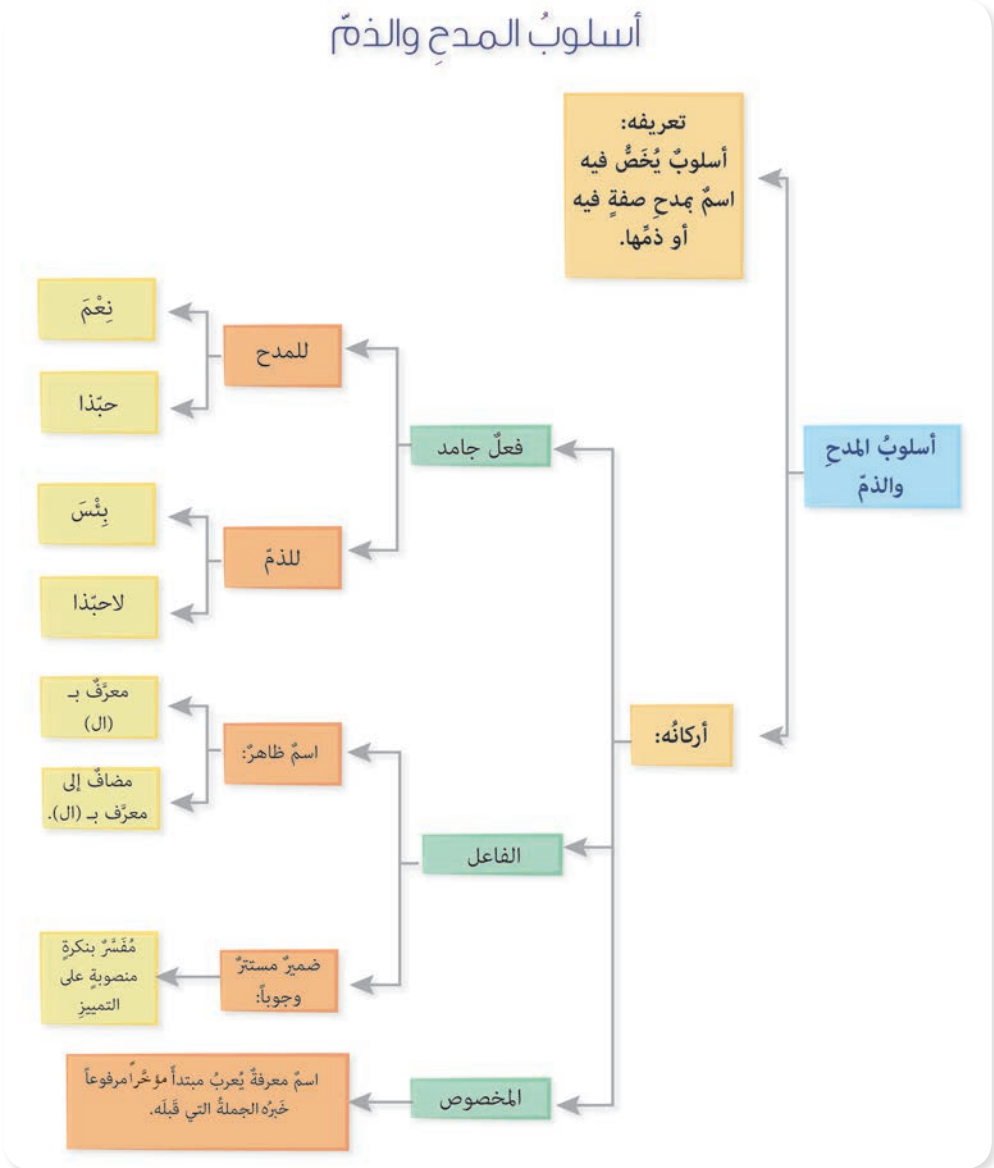 أسلوبُ المدحِ والذمّ
تعريفه:
أسلوبٌ يُخَصُّ فيه
اسمٌ بمدحِ صفةٍ فيه
أو ذمِّها.
أسلوبُ المدحِ
والذمّ
أركانُه:
فعلٌ جامد
للمدح
نِعْمَ
حبّذا
للذمّ
بِئْسَ
لاحبّذا
الفاعل
اسمٌ ظاهرٌ:
معرَّفٌ بـ
(ال)
مضافٌ إلى
معرَّف بـ (ال).
ضميرٌ مستترٌ
وجوباً:
مُفَسَّرٌ بنكرةٍ
منصوبةٍ على
التمييزِ
المخصوص
اسمٌ معرفةٌ يُعربُ مبتدأً مؤخَّراً مرفوعاً
خَبرُه الجملةُ التي قَبلَه.